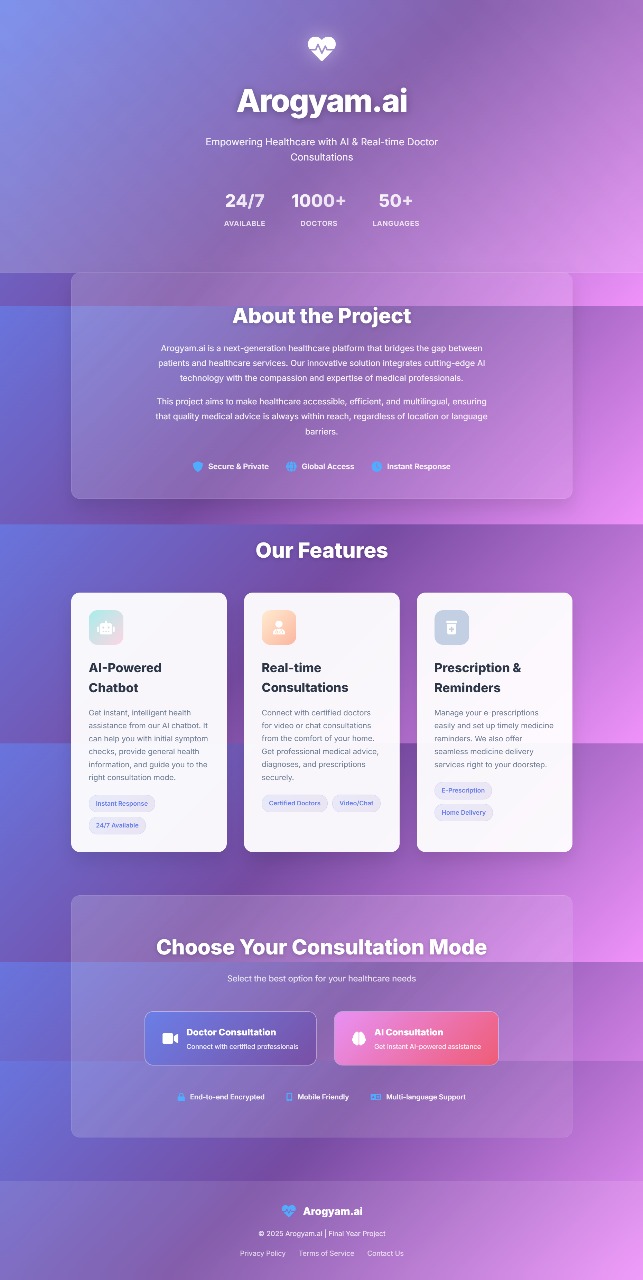 Arogyam.ai
Empowering Healthcare with AI & Real-time Doctor
Consultations
24/7 1000+ 50+
AVAILABLE DOCTORS LANGUAGES
About the Project
Arogyam.ai is a next-generation healthcare platform that bridges the gap between
patients and healthcare services. Our innovative solution integrates cutting-edge AI
technology with the compassion and expertise of medical professionals.
This project aims to make healthcare accessible, efficient, and multilingual, ensuring
that quality medical advice is always within reach, regardless of location or language
barriers.
Secure & Private Global Access Instant Response
Our Features
AI-Powered
Chatbot
Get instant, intelligent health
assistance from our AI chatbot. It
can help you with initial symptom
checks, provide general health
information, and guide you to the
right consultation mode.
Instant Response
24/7 Available
Real-time
Consultations
Connect with certified doctors
for video or chat consultations
from the comfort of your home.
Get professional medical advice,
diagnoses, and prescriptions
securely.
Certified Doctors Video/Chat
Prescription &
Reminders
Manage your e-prescriptions
easily and set up timely medicine
reminders. We also offer
seamless medicine delivery
services right to your doorstep.
E-Prescription
Home Delivery
Choose Your Consultation Mode
Select the best option for your healthcare needs
Doctor Consultation
Connect with certified professionals
AI Consultation
Get instant AI-powered assistance
End-to-end Encrypted Mobile Friendly Multi-language Support
Arogyam.ai
© 2025 Arogyam.ai | Final Year Project
Privacy Policy Terms of Service Contact Us